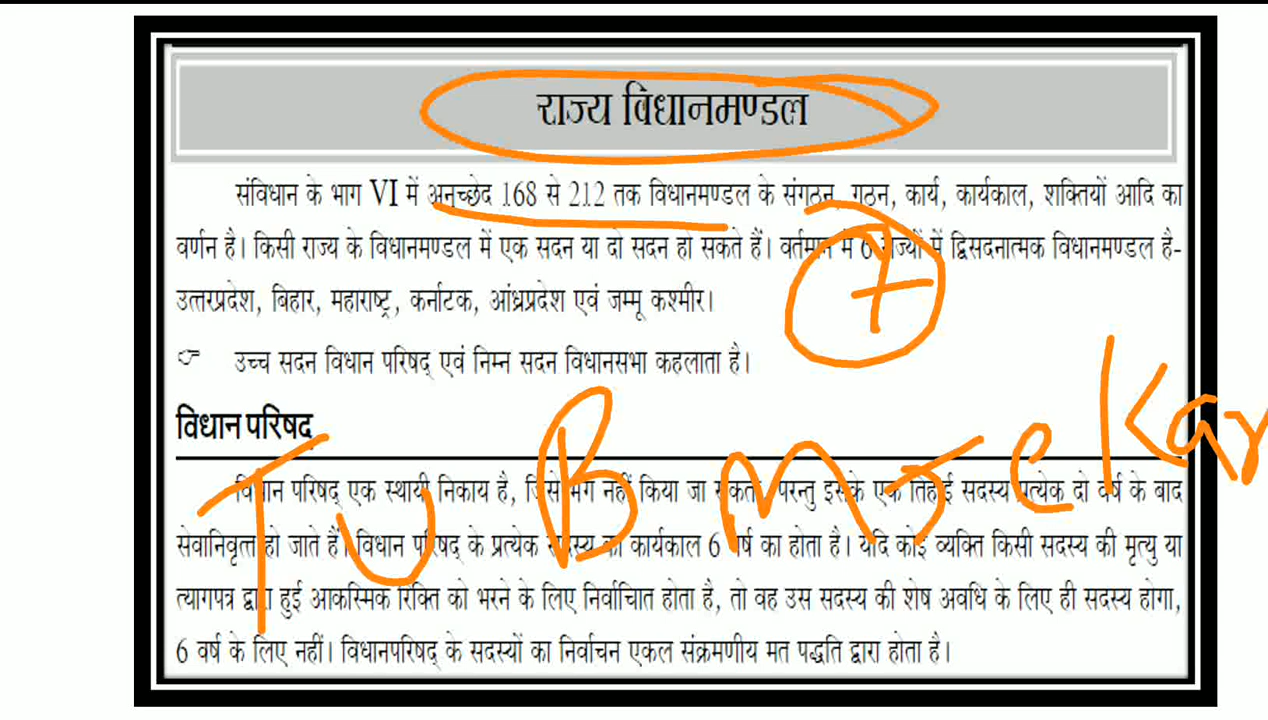 राज्य विधानमण्डल
संविधान के भाग VI में अनुच्छेद 168 से 212 तक विधानमण्डल के संगठन, गठन, कार्य, कार्यकाल, शक्तियों आदि का
वर्णन है। किसी राज्य के विधानमण्डल में एक सदन या दो सदन हो सकते हैं। वर्तमान में 6 राज्यों में द्विसदनात्मक विधानमण्डल है-
7
उत्तरप्रदेश, बिहार, महाराष्ट्र, कर्नाटक, आंध्रप्रदेश एवं जम्मू कश्मीर।
☞ उच्च सदन विधान परिषद् एवं निम्न सदन विधानसभा कहलाता है।
विधान परिषद
T U B M J e Kar
विधान परिषद् एक स्थायी निकाय है, जिसे भंग नहीं किया जा सकता, परन्तु इसके एक तिहाई सदस्य प्रत्येक दो वर्ष के बाद
सेवानिवृत्त हो जाते हैं। विधान परिषद् के प्रत्येक सदस्य का कार्यकाल 6 वर्ष का होता है। यदि कोई व्यक्ति किसी सदस्य की मृत्यु या
त्यागपत्र द्वारा हुई आकस्मिक रिक्ति को भरने के लिए निर्वाचित होता है, तो वह उस सदस्य की शेष अवधि के लिए ही सदस्य होगा,
6 वर्ष के लिए नहीं। विधानपरिषद् के सदस्यों का निर्वाचन एकल संक्रमणीय मत पद्धति द्वारा होता है।